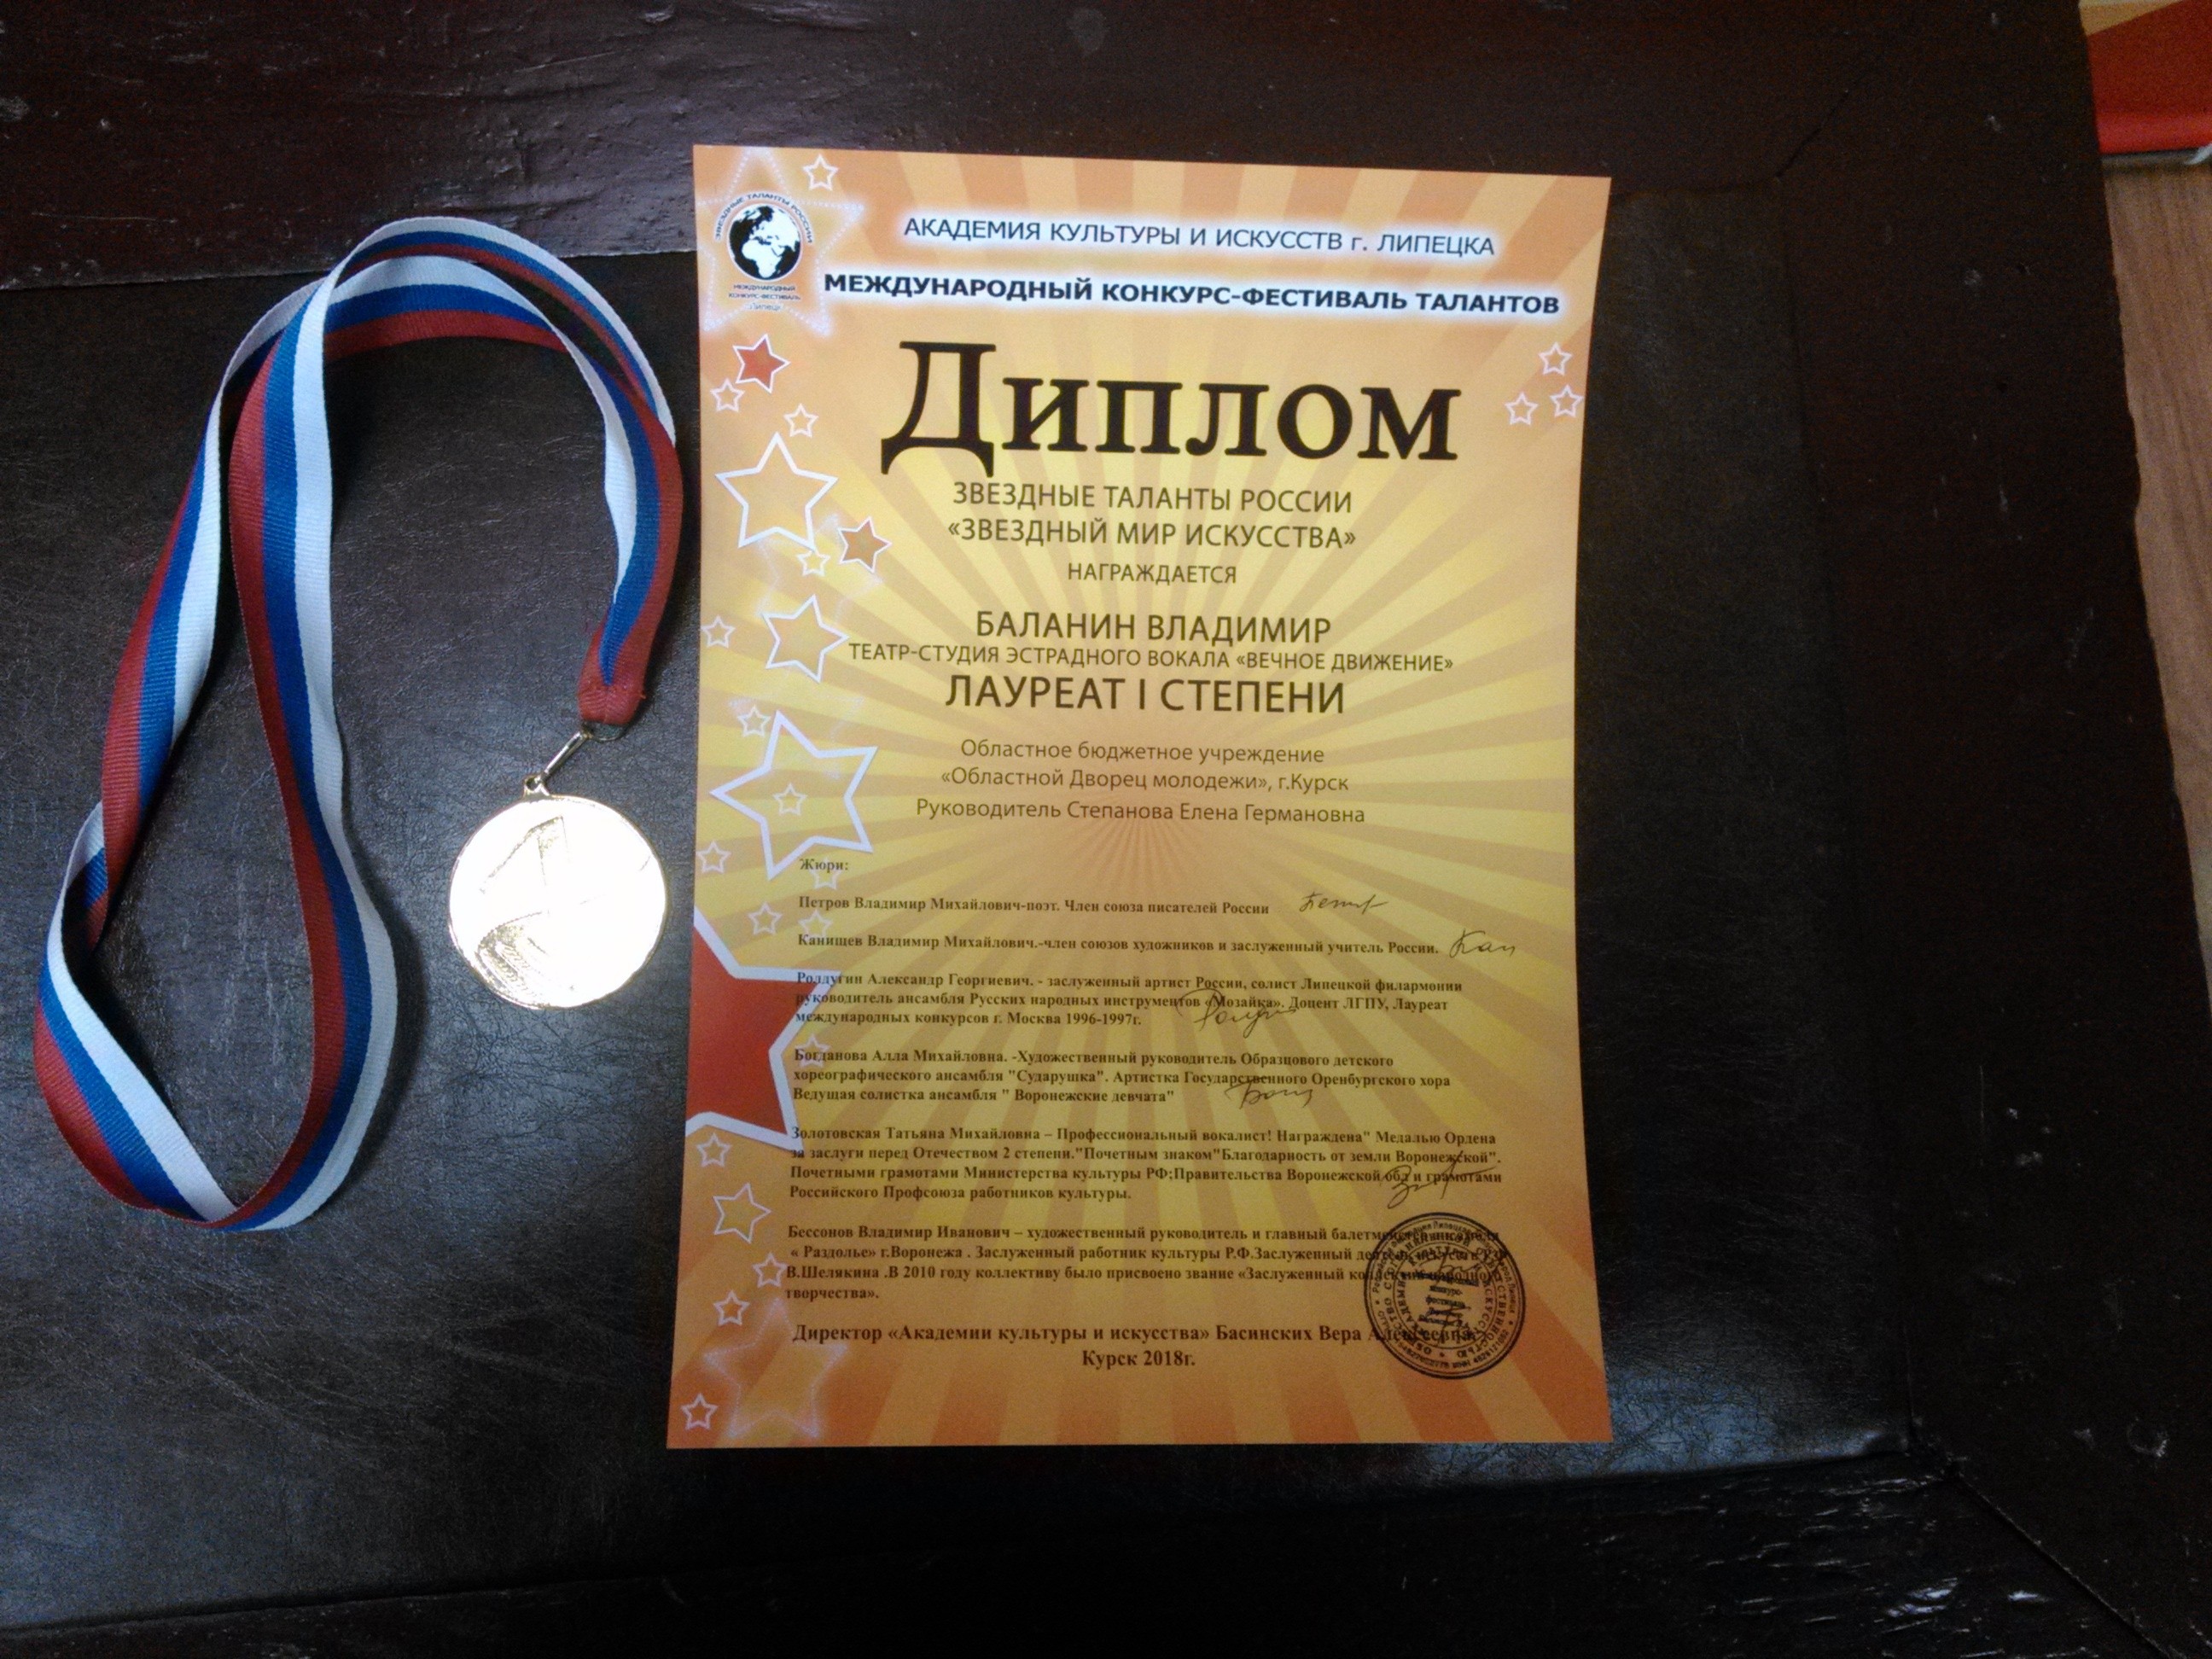 ЗВЕЗДНЫЕ ТАЛАНТЫ РОССИИ
МЕЖДУНАРОДНЫЙ
КОНКУРС-ФЕСТИВАЛЬ
Липецк
АКАДЕМИЯ КУЛЬТУРЫ И ИСКУССТВ г. ЛИПЕЦКА
МЕЖДУНАРОДНЫЙ КОНКУРС-ФЕСТИВАЛЬ ТАЛАНТОВ
Диплом
ЗВЕЗДНЫЕ ТАЛАНТЫ РОССИИ
«ЗВЕЗДНЫЙ МИР ИСКУССТВА»
НАГРАЖДАЕТСЯ
БАЛАНИН ВЛАДИМИР
ТЕАТР-СТУДИЯ ЭСТРАДНОГО ВОКАЛА «ВЕЧНОЕ ДВИЖЕНИЕ»
ЛАУРЕАТ I СТЕПЕНИ
Областное бюджетное учреждение
«Областной Дворец молодежи», г.Курск
Руководитель Степанова Елена Германовна
Жюри:
Петров Владимир Михайлович-поэт. Член союза писателей России
Канищев Владимир Михайлович.-член союзов художников и заслуженный учитель России.
Ролдугин Александр Георгиевич. - заслуженный артист России, солист Липецкой филармонии
руководитель ансамбля Русских народных инструментов «Мозайка». Доцент ЛГПУ, Лауреат
международных конкурсов г. Москва 1996-1997г.
Богданова Алла Михайловна. -Художественный руководитель Образцового детского
хореографического ансамбля "Сударушка". Артистка Государственного Оренбургского хора
Ведущая солистка ансамбля " Воронежские девчата"
Золотовская Татьяна Михайловна – Профессиональный вокалист! Награждена" Медалью Ордена
за заслуги перед Отечеством 2 степени."Почетным знаком"Благодарность от земли Воронежской".
Почетными грамотами Министерства культуры РФ;Правительства Воронежской обл и грамотами
Российского Профсоюза работников культуры.
Бессонов Владимир Иванович – художественный руководитель и главный
« Раздолье» г.Воронежа . Заслуженный работник культуры Р.Ф.Заслуженный
В.Шелякина .В 2010 году коллективу было присвоено звание «Заслуженный
творчества».
Директор «Академии культуры и искусства» Басинских Вера Алексеевна
Курск 2018г.